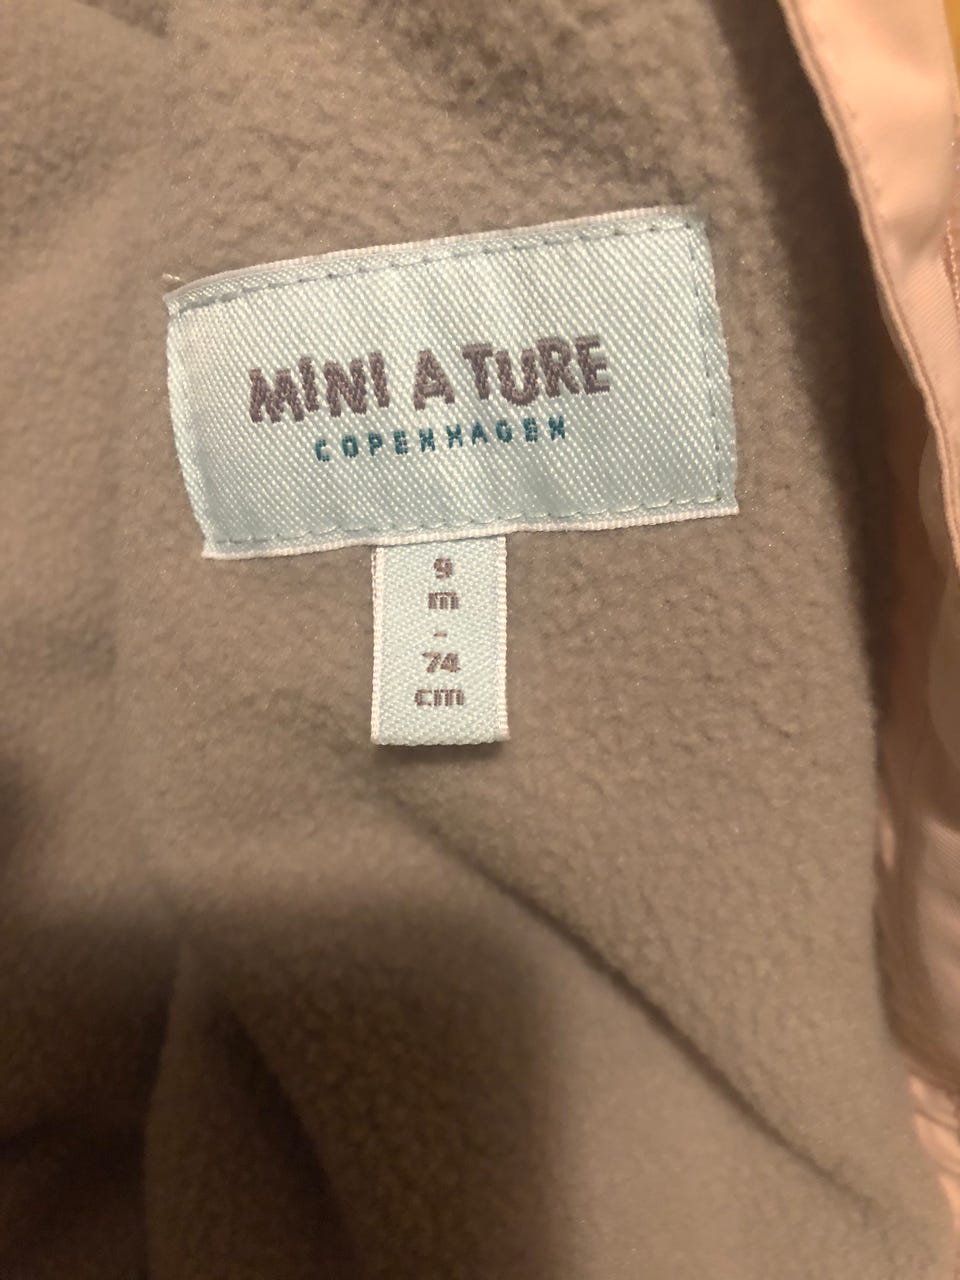 MINI A TURE
COPENHAGEN
9
m
-
74
cm